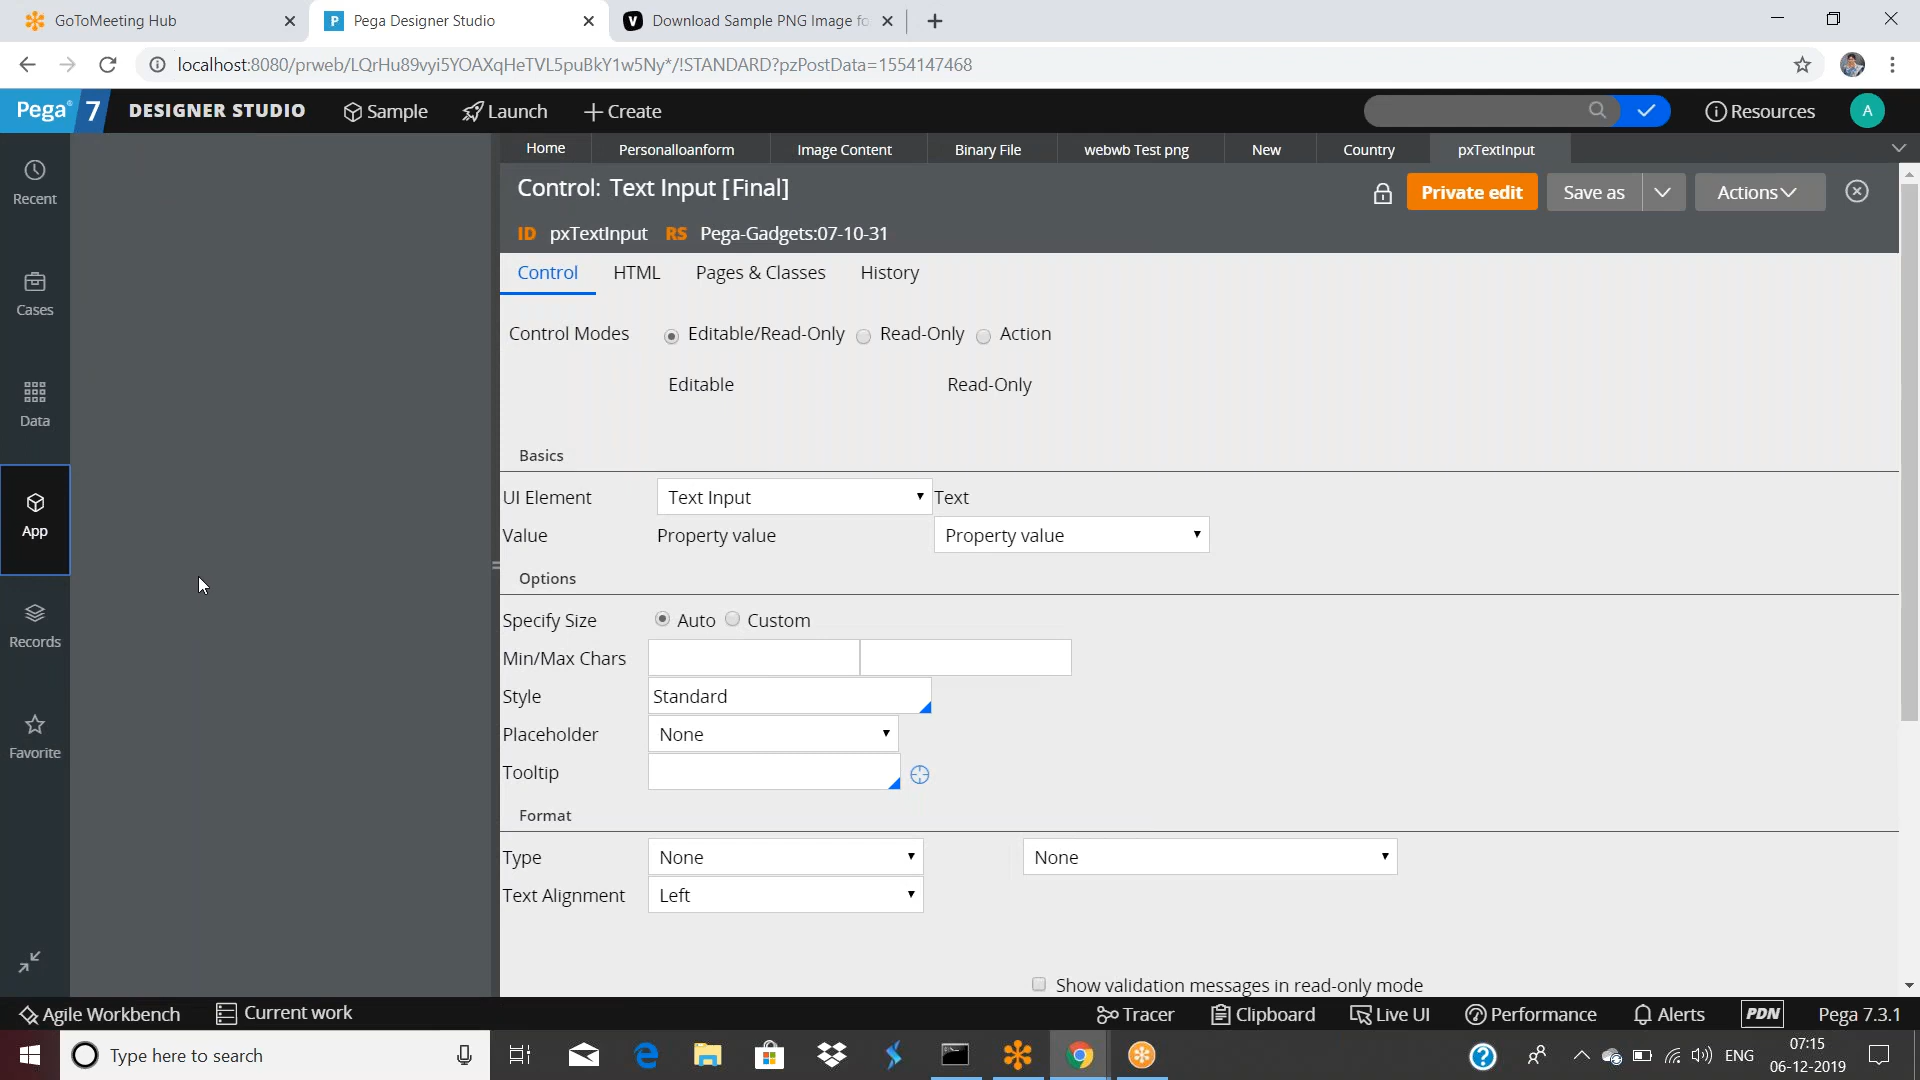 GoToMeeting Hub
Pega Designer Studio
Download Sample PNG Image fo
localhost:8080/prweb/LQrHu89vyi5YOAXqHeTVL5puBkY1w5Ny*/!STANDARD?pzPostData=1554147468
Pega 7 DESIGNER STUDIO Sample Launch Create Resources A
Home Personalloanform Image Content Binary File webwb Test png New Country pxTextInput
Control: Text Input [Final]
Private edit Save as Actions
ID pxTextInput RS Pega-Gadgets:07-10-31
Control HTML Pages & Classes History
Recent
Cases
Data
App
Records
Favorite
Control Modes Editable/Read-Only Read-Only Action
Editable Read-Only
Basics
UI Element Text Input Text
Value Property value Property value
Options
Specify Size Auto Custom
Min/Max Chars
Style Standard
Placeholder None
Tooltip
Format
Type None None
Text Alignment Left
Show validation messages in read-only mode
Agile Workbench Current work Tracer Clipboard Live UI Performance Alerts PDN Pega 7.3.1
Type here to search
ENG
07:15
06-12-2019